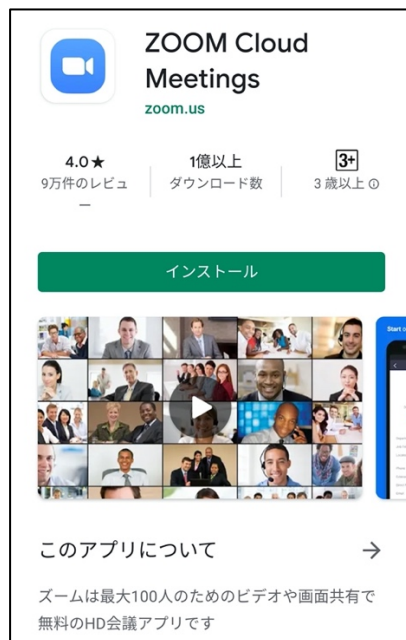 ZOOM Cloud
Meetings
zoom.us
4.0★
9万件のレビュ
ー
1億以上
ダウンロード数
3+
3 歳以上
インストール
Start
このアプリについて
ズームは最大100人のためのビデオや画面共有で
無料のHD会議アプリです